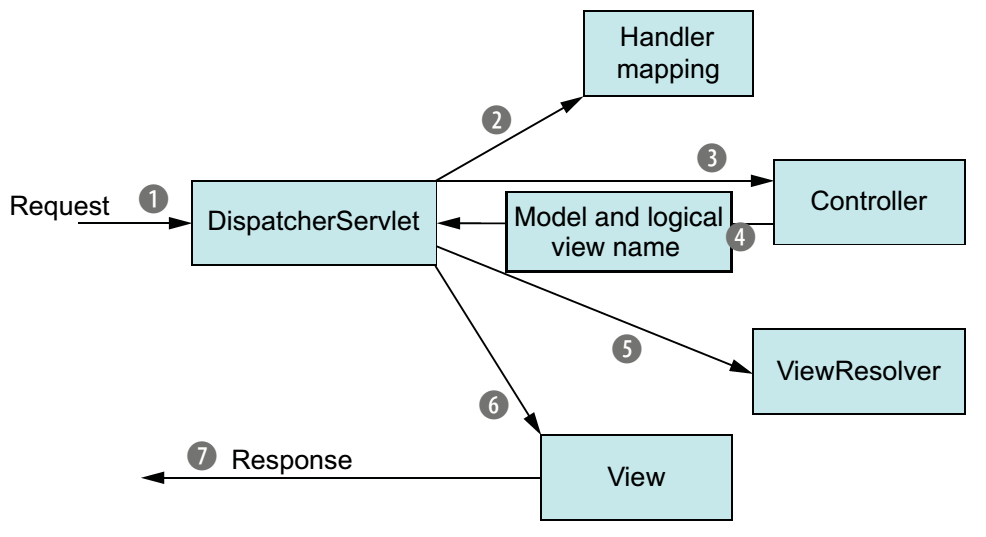 Handler
mapping
2
3
1
Request
DispatcherServlet
Model and logical
view name
4
Controller
5
ViewResolver
6
7 Response
View